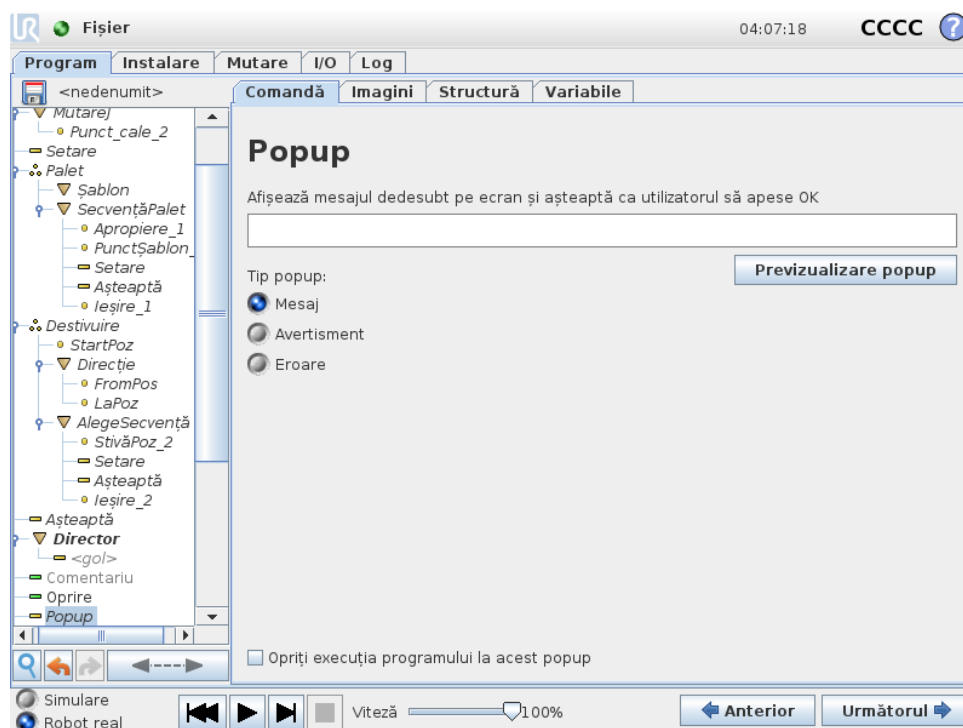 UR Fișier 04:07:18 CCCC ?
Program Instalare Mutare I/O Log
<nedenumit>
Comandă Imagini Structură Variabile
MutareJ
Punct_cale_2
Setare
Palet
Șablon
SecvențăPalet
Apropiere_1
PunctȘablon_
Setare
Așteaptă
Ieșire_1
Destivuire
StartPoz
Direcție
FromPos
LaPoz
AlegeSecvență
StivăPoz_2
Setare
Așteaptă
Ieșire_2
Așteaptă
Director
<gol>
Comentariu
Oprire
Popup
Popup
Afișează mesajul dedesubt pe ecran și așteaptă ca utilizatorul să apese OK
Previzualizare popup
Tip popup:
Mesaj
Avertisment
Eroare
Opriți execuția programului la acest popup
Simulare
Robot real
Viteză 100%
Anterior Următorul